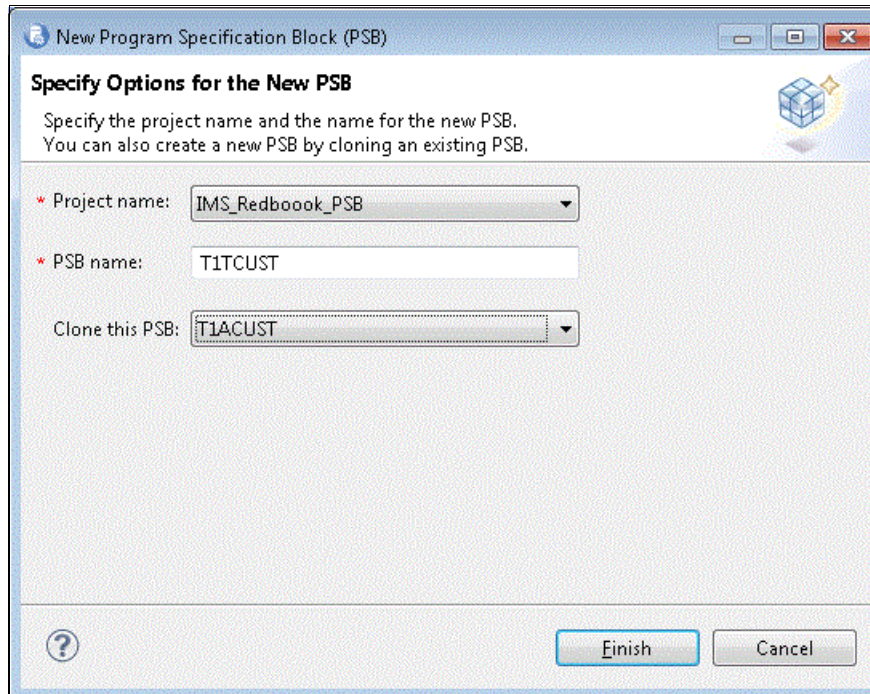 New Program Specification Block (PSB)
Specify Options for the New PSB
Specify the project name and the name for the new PSB.
You can also create a new PSB by cloning an existing PSB.
* Project name: IMS_Redboook_PSB
* PSB name: T1TCUST
Clone this PSB: T1ACUST
? Finish Cancel